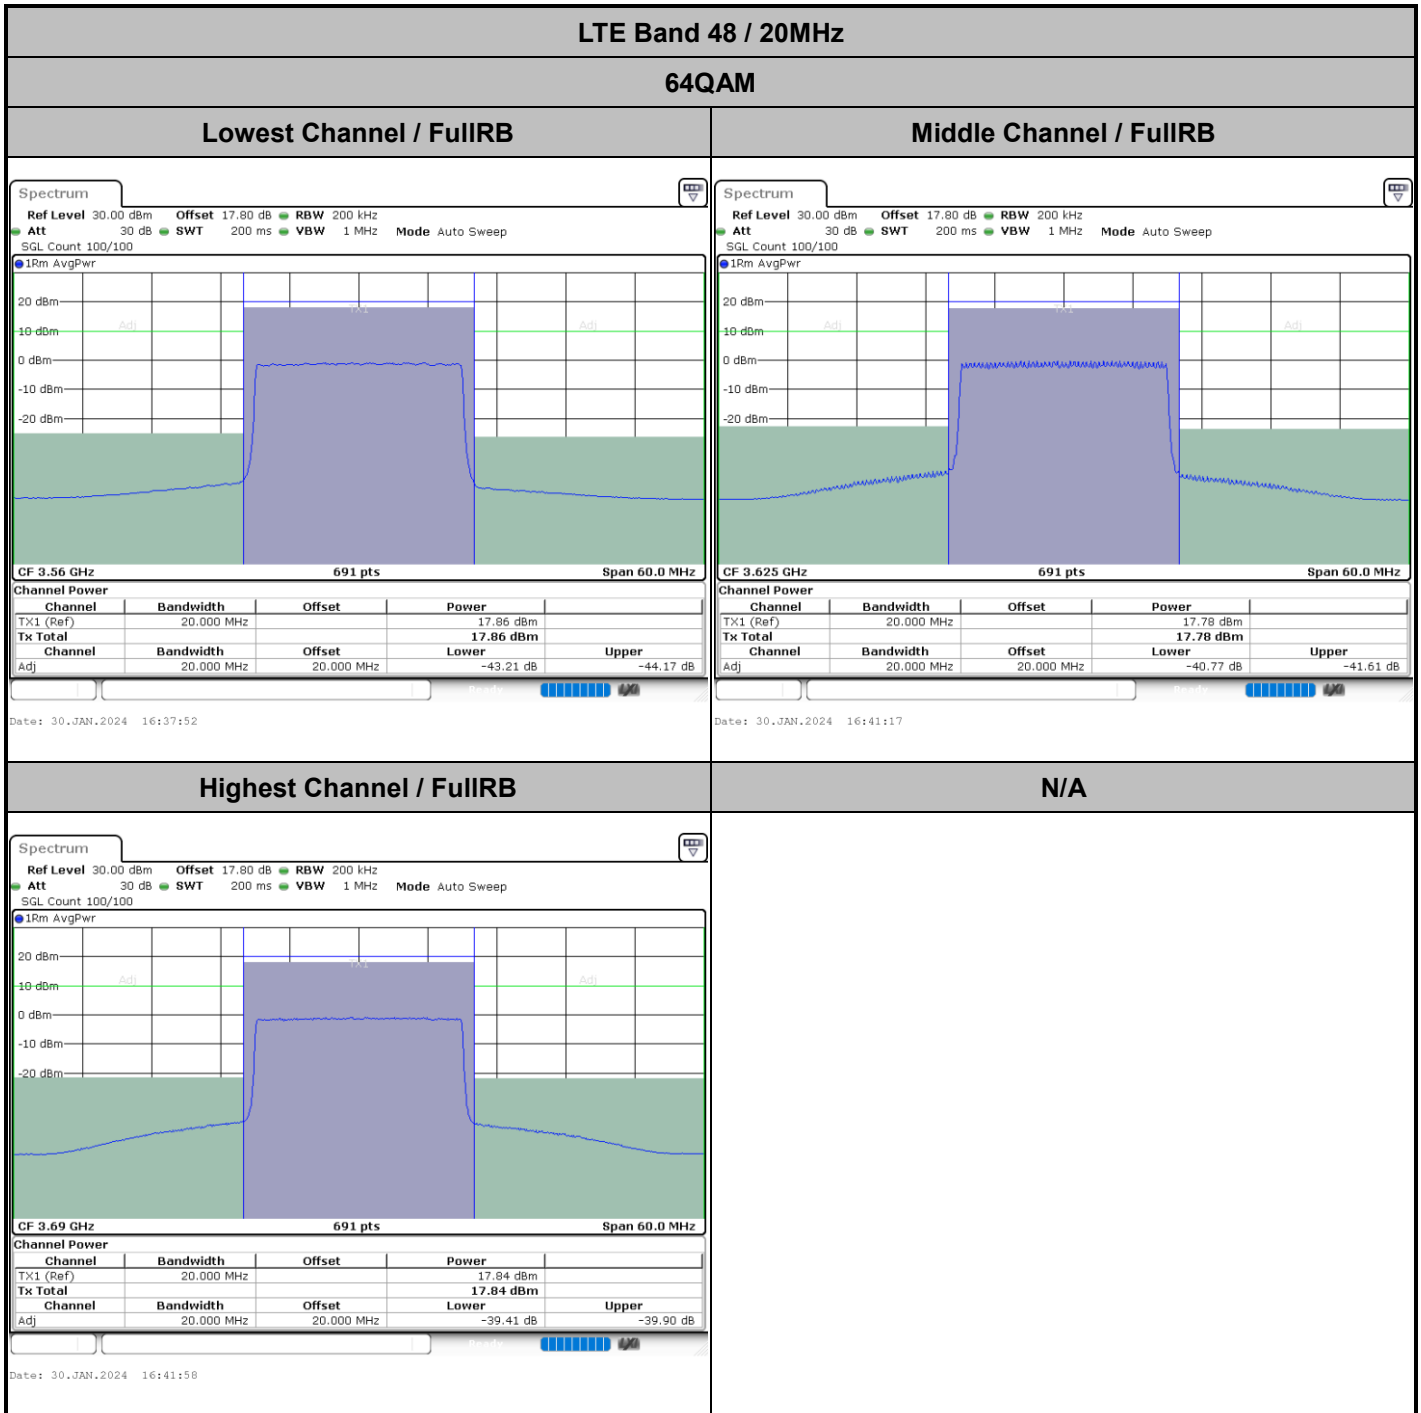 LTE Band 48 / 20MHz
64QAM
Lowest Channel / FullRB
Middle Channel / FullRB
Spectrum
Ref Level 30.00 dBm Offset 17.80 dB RBW 200 kHz
Att 30 dB SWT 200 ms VBW 1 MHz Mode Auto Sweep
SGL Count 100/100
1Rm AvgPwr
TX1
20 dBm
Adj
Adj
10 dBm
0 dBm
-10 dBm
-20 dBm
CF 3.56 GHz 691 pts Span 60.0 MHz
Channel Power
Channel Bandwidth Offset Power
TX1 (Ref) 20.000 MHz 17.86 dBm
Tx Total 17.86 dBm
Channel Bandwidth Offset Lower Upper
Adj 20.000 MHz 20.000 MHz -43.21 dB -44.17 dB
Ready
Date: 30.JAN.2024 16:37:52
Spectrum
Ref Level 30.00 dBm Offset 17.80 dB RBW 200 kHz
Att 30 dB SWT 200 ms VBW 1 MHz Mode Auto Sweep
SGL Count 100/100
1Rm AvgPwr
TX1
20 dBm
Adj
Adj
10 dBm
0 dBm
-10 dBm
-20 dBm
CF 3.625 GHz 691 pts Span 60.0 MHz
Channel Power
Channel Bandwidth Offset Power
TX1 (Ref) 20.000 MHz 17.78 dBm
Tx Total 17.78 dBm
Channel Bandwidth Offset Lower Upper
Adj 20.000 MHz 20.000 MHz -40.77 dB -41.61 dB
Ready
Date: 30.JAN.2024 16:41:17
Highest Channel / FullRB
N/A
Spectrum
Ref Level 30.00 dBm Offset 17.80 dB RBW 200 kHz
Att 30 dB SWT 200 ms VBW 1 MHz Mode Auto Sweep
SGL Count 100/100
1Rm AvgPwr
TX1
20 dBm
Adj
Adj
10 dBm
0 dBm
-10 dBm
-20 dBm
CF 3.69 GHz 691 pts Span 60.0 MHz
Channel Power
Channel Bandwidth Offset Power
TX1 (Ref) 20.000 MHz 17.84 dBm
Tx Total 17.84 dBm
Channel Bandwidth Offset Lower Upper
Adj 20.000 MHz 20.000 MHz -39.41 dB -39.90 dB
Ready
Date: 30.JAN.2024 16:41:58